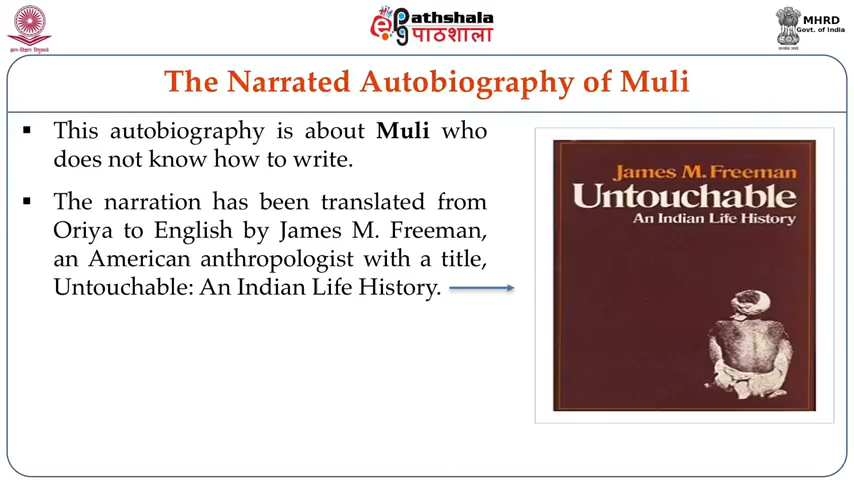 ePathshala
पाठशाला
MHRD
Govt. of India
The Narrated Autobiography of Muli
▪ This autobiography is about Muli who
does not know how to write.
▪ The narration has been translated from
Oriya to English by James M. Freeman,
an American anthropologist with a title,
Untouchable: An Indian Life History.
James M. Freeman
Untouchable
An Indian Life History